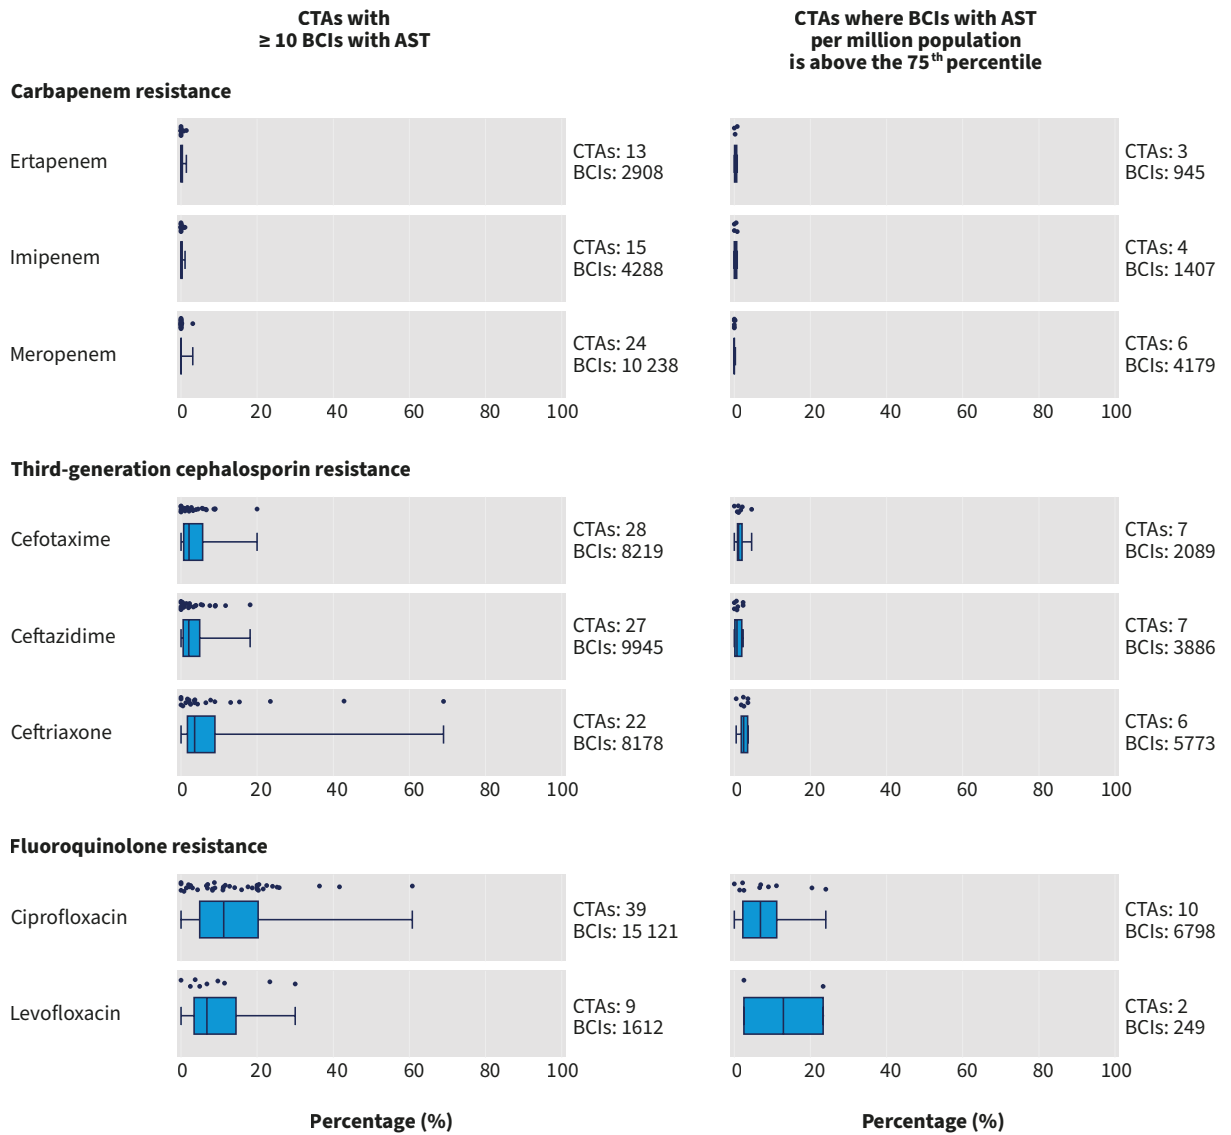 CTAs with
≥ 10 BCIs with AST
CTAs where BCIs with AST
per million population
is above the 75th percentile
Carbapenem resistance
Ertapenem
CTAs: 13
BCIs: 2908
CTAs: 3
BCIs: 945
Imipenem
CTAs: 15
BCIs: 4288
CTAs: 4
BCIs: 1407
Meropenem
CTAs: 24
BCIs: 10 238
CTAs: 6
BCIs: 4179
0 20 40 60 80 100
0 20 40 60 80 100
Third-generation cephalosporin resistance
Cefotaxime
CTAs: 28
BCIs: 8219
CTAs: 7
BCIs: 2089
Ceftazidime
CTAs: 27
BCIs: 9945
CTAs: 7
BCIs: 3886
Ceftriaxone
CTAs: 22
BCIs: 8178
CTAs: 6
BCIs: 5773
0 20 40 60 80 100
0 20 40 60 80 100
Fluoroquinolone resistance
Ciprofloxacin
CTAs: 39
BCIs: 15 121
CTAs: 10
BCIs: 6798
Levofloxacin
CTAs: 9
BCIs: 1612
CTAs: 2
BCIs: 249
0 20 40 60 80 100
0 20 40 60 80 100
Percentage (%)
Percentage (%)